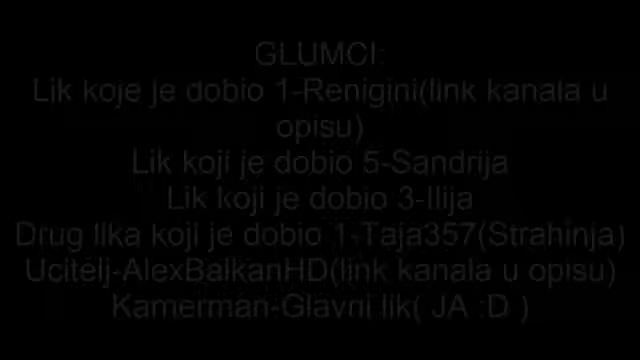 GLUMCI:
Lik koje je dobio 1-Renigini(link kanala u
opisu)
Lik koji je dobio 5-Sandrija
Lik koji je dobio 3-Ilija
Drug lika koji je dobio 1-Taja357(Strahinja)
Ucitelj-AlexBalkanHD(link kanala u opisu)
Kamerman-Glavni lik( JA :D )